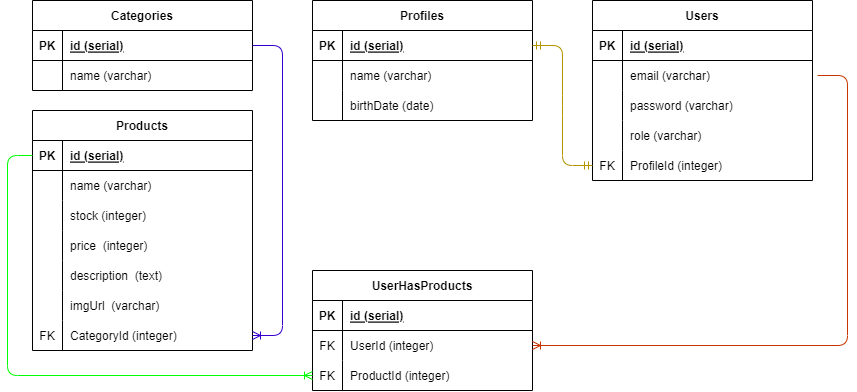 Categories
PK id (serial)
name (varchar)
Products
PK id (serial)
name (varchar)
stock (integer)
price (integer)
description (text)
imgUrl (varchar)
FK CategoryId (integer)
Profiles
PK id (serial)
name (varchar)
birthDate (date)
Users
PK id (serial)
email (varchar)
password (varchar)
role (varchar)
FK ProfileId (integer)
UserHasProducts
PK id (serial)
FK UserId (integer)
FK ProductId (integer)